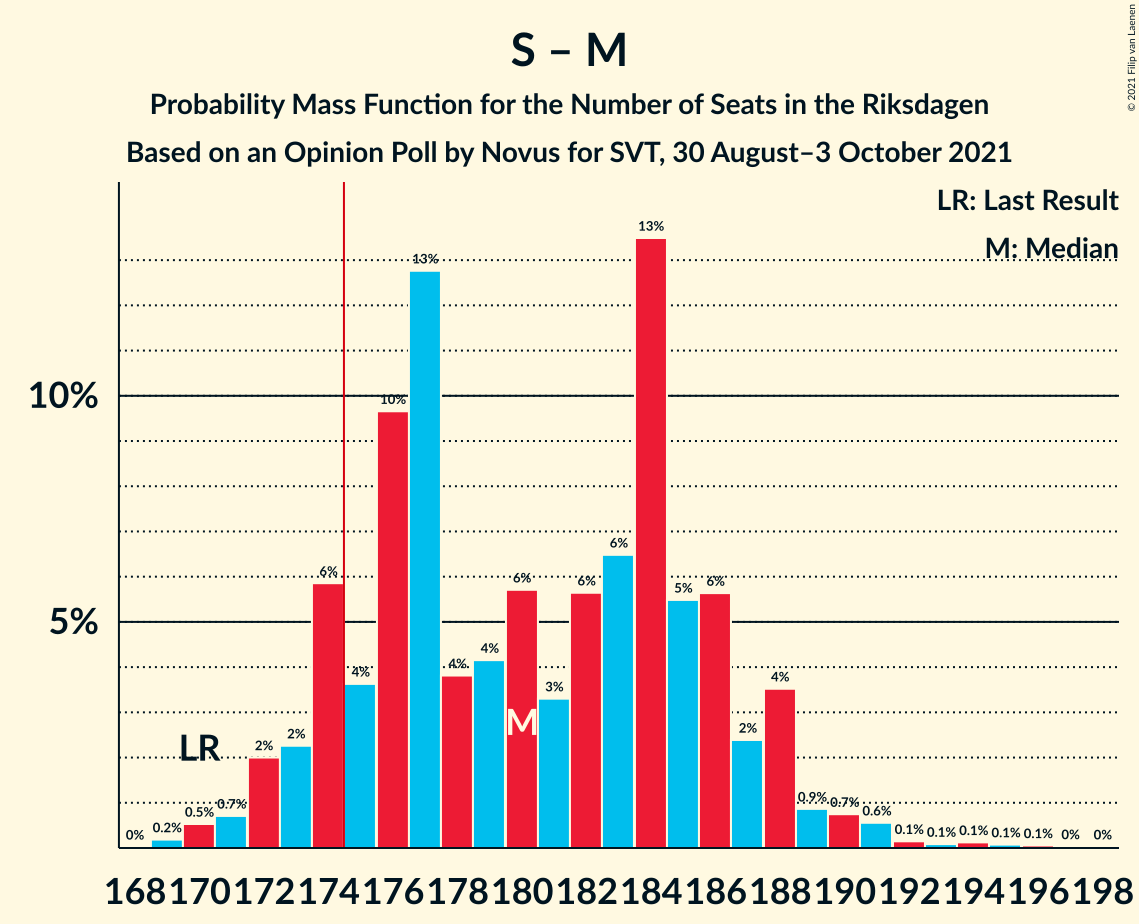 S – M
Probability Mass Function for the Number of Seats in the Riksdagen
Based on an Opinion Poll by Novus for SVT, 30 August–3 October 2021
© 2021 Filip van Laenen
LR: Last Result
M: Median
10%
5%
0% 0.2% 0.5% 0.7% 2% 2% 6% 4% 10% 13% 4% 4% 6% 3% 6% 6% 13% 5% 6% 2% 4% 0.9% 0.7% 0.6% 0.1% 0.1% 0.1% 0.1% 0.1% 0% 0%
LR
M
168 170 172 174 176 178 180 182 184 186 188 190 192 194 196 198